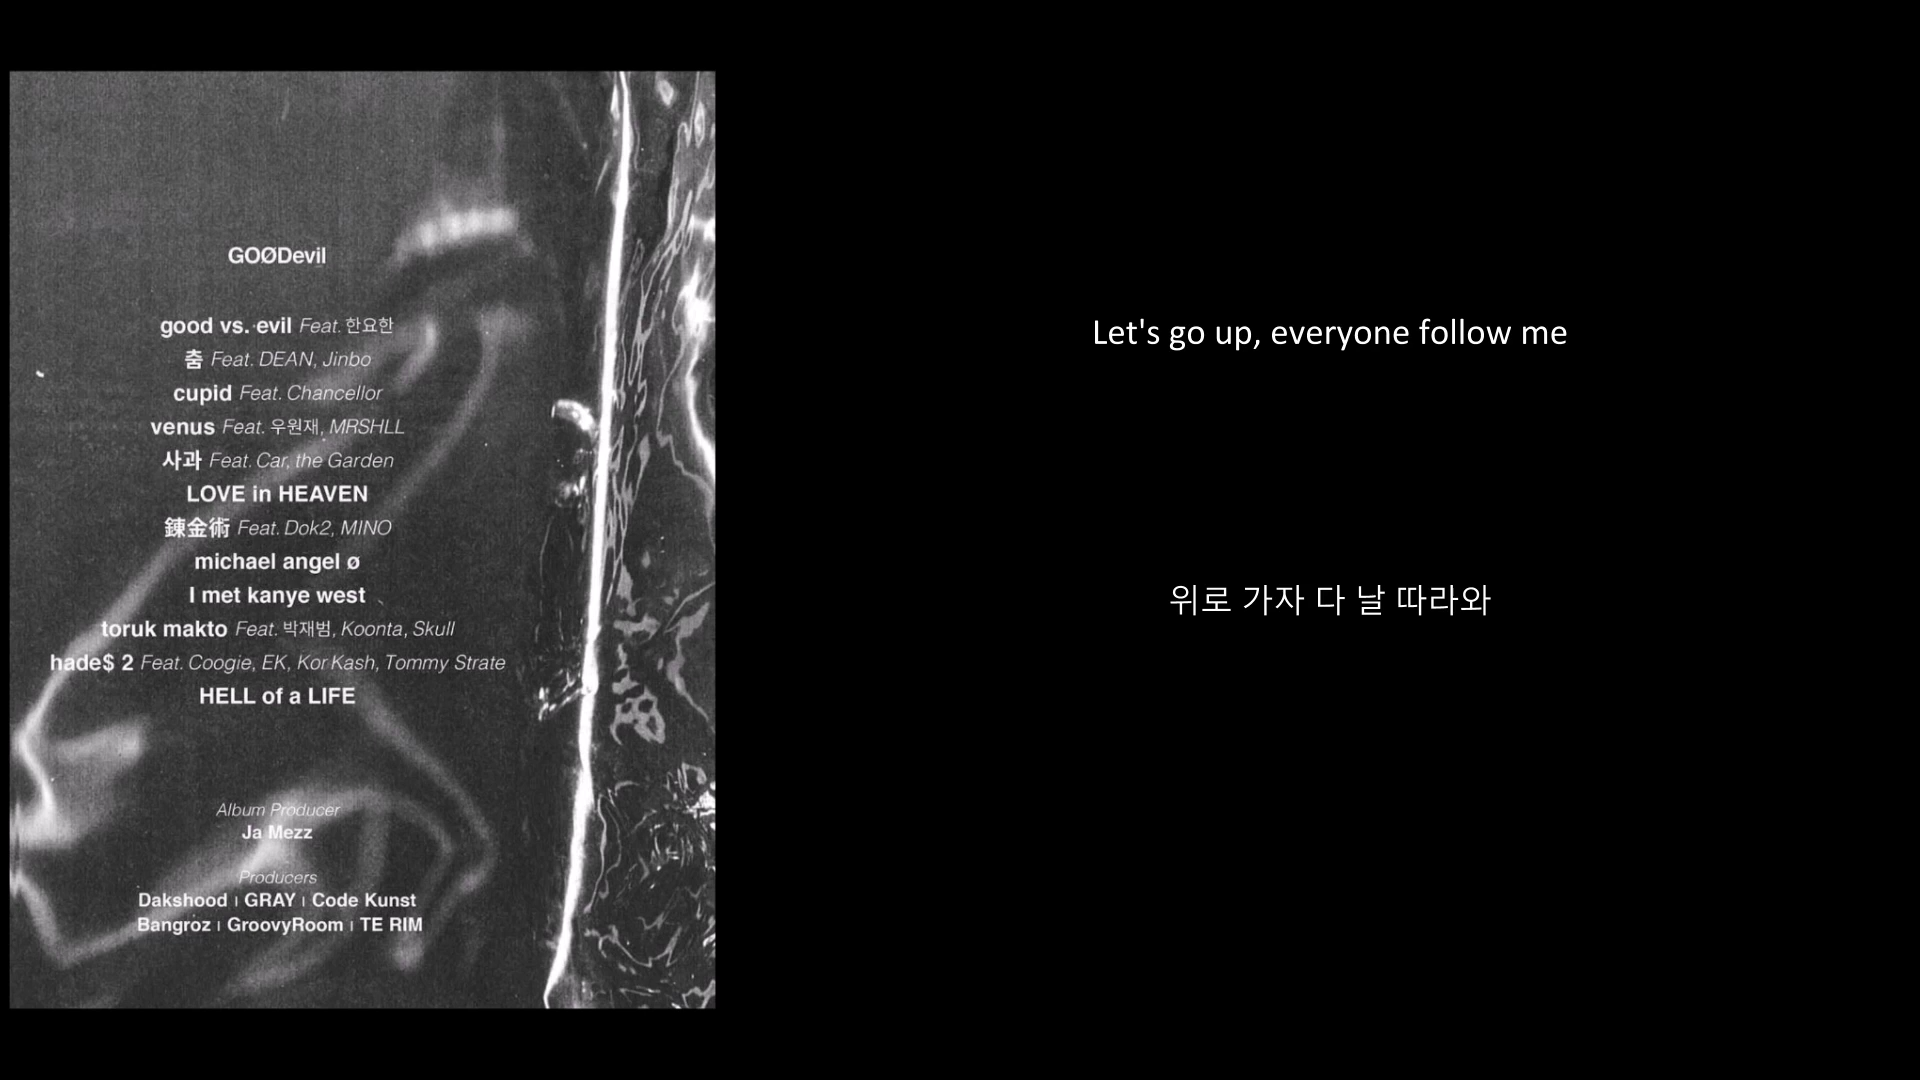 GOØDevil
good vs. evil Feat. 한요한
춤 Feat. DEAN, Jinbo
cupid Feat. Chancellor
venus Feat. 우원재, MRSHLL
사과 Feat. Car, the Garden
LOVE in HEAVEN
鍊金術 Feat. Dok2, MINO
michael angel ø
I met kanye west
toruk makto Feat. 박재범, Koonta, Skull
hade$ 2 Feat. Coogie, EK, Kor Kash, Tommy Strate
HELL of a LIFE
Album Producer
Ja Mezz
Producers
Dakshood | GRAY | Code Kunst
Bangroz | GroovyRoom | TE RIM
Let's go up, everyone follow me
위로 가자 다 날 따라와